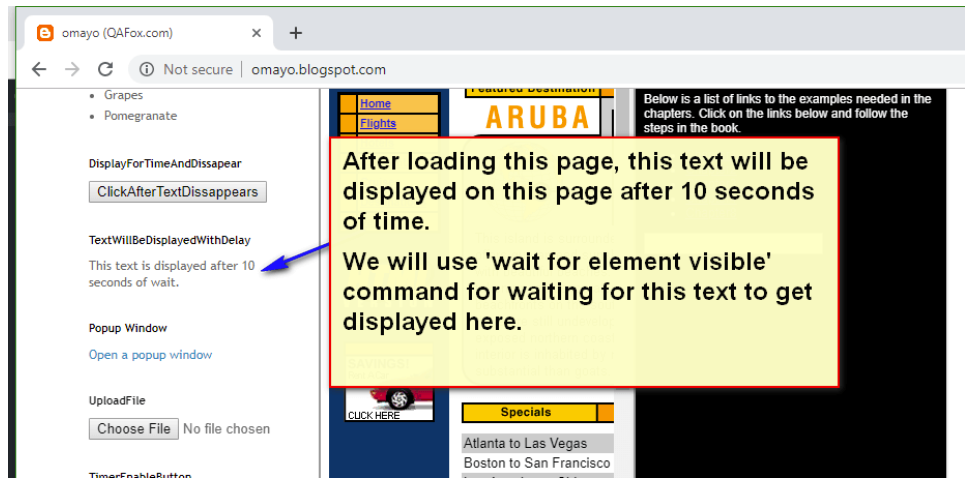 omayo (QAFox.com)
Not secure | omayo.blogspot.com
Grapes
Pomegranate
DisplayForTimeAndDissapear
ClickAfterTextDissappears
TextWillBeDisplayedWithDelay
This text is displayed after 10
seconds of wait.
Popup Window
Open a popup window
UploadFile
Choose File No file chosen
TimerEnableButton
Home
Flights
Featured Destination
ARUBA
Below is a list of links to the examples needed in the
chapters. Click on the links below and follow the
steps in the book.
After loading this page, this text will be
displayed on this page after 10 seconds
of time.
We will use 'wait for element visible'
command for waiting for this text to get
displayed here.
CLICK HERE
Specials
Atlanta to Las Vegas
Boston to San Francisco